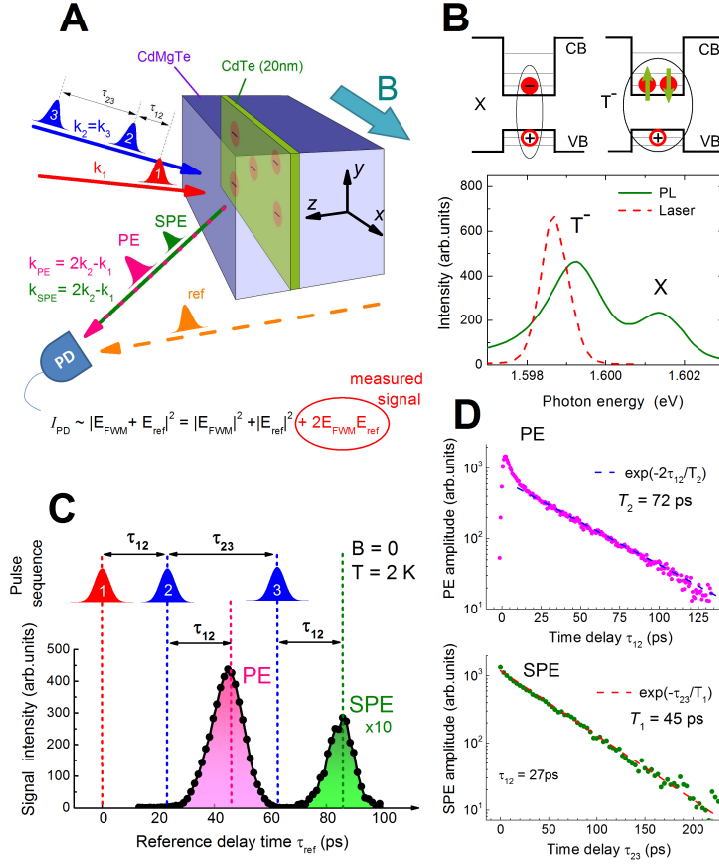 A
CdMgTe
CdTe (20nm)
B
τ23
τ12
3
2
1
k2=k3
k1
SPE
PE
kPE = 2k2-k1
kSPE = 2k2-k1
ref
PD
y
z
x
measured
signal
IPD ~ |EFWM+ Eref|² = |EFWM|² +|Eref|² + 2EFWMEref
B
CB
X
T⁻
VB
− + +
800
600
400
200
0
Intensity (arb.units)
PL
Laser
T⁻
X
1.598 1.600 1.602
Photon energy (eV)
C
Pulse
sequence
τ12 τ23
1 2 3
B = 0
T = 2 K
τ12 τ12
PE
SPE
x10
500
400
300
200
100
0
Signal intensity (arb.units)
0 20 40 60 80 100
Reference delay time τref (ps)
D
PE
exp(-2τ12/T2)
T2 = 72 ps
10³
10²
10¹
PE amplitude (arb.units)
0 25 50 75 100 125
Time delay τ12 (ps)
SPE
exp(-τ23/T1)
T1 = 45 ps
τ12 = 27ps
10³
10²
10¹
SPE amplitude (arb.units)
0 50 100 150 200
Time delay τ23 (ps)